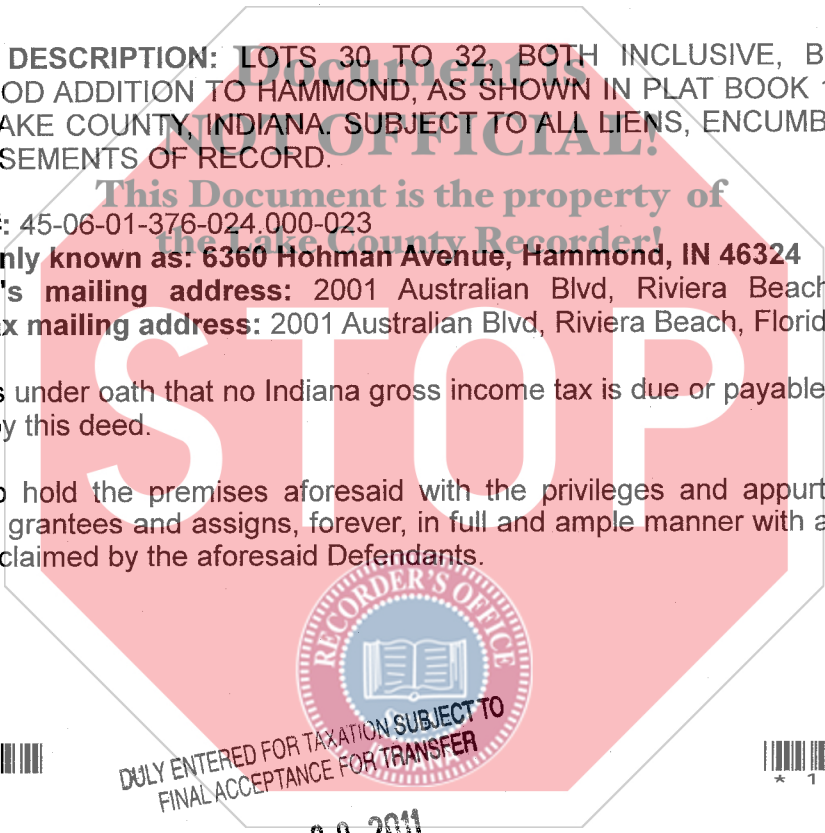 DESCRIPTION: LOTS 30 TO 32, BOTH INCLUSIVE, B
OD ADDITION TO HAMMOND, AS SHOWN IN PLAT BOOK
AKE COUNTY, INDIANA. SUBJECT TO ALL LIENS, ENCUMB
SEMENTS OF RECORD.
Document is
NOT OFFICIAL!
This Document is the property of
the Lake County Recorder!
: 45-06-01-376-024.000-023
nly known as: 6360 Hohman Avenue, Hammond, IN 46324
's mailing address: 2001 Australian Blvd, Riviera Beach
x mailing address: 2001 Australian Blvd, Riviera Beach, Florid
s under oath that no Indiana gross income tax is due or payable
y this deed.
STOP
o hold the premises aforesaid with the privileges and appurt
grantees and assigns, forever, in full and ample manner with a
claimed by the aforesaid Defendants.
RECORDER'S OFFICE
DULY ENTERED FOR TAXATION SUBJECT TO
FINAL ACCEPTANCE FOR TRANSFER
2011
* 1